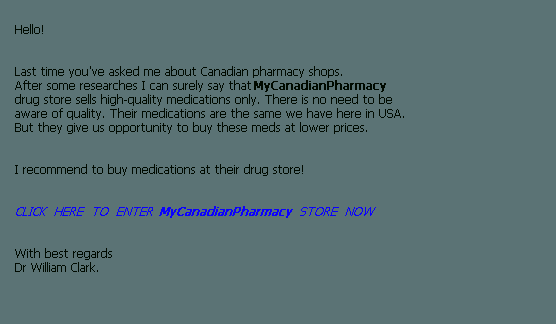 Hello!
Last time you've asked me about Canadian pharmacy shops.
After some researches I can surely say that MyCanadianPharmacy
drug store sells high-quality medications only. There is no need to be
aware of quality. Their medications are the same we have here in USA.
But they give us opportunity to buy these meds at lower prices.
I recommend to buy medications at their drug store!
CLICK HERE TO ENTER MyCanadianPharmacy STORE NOW
With best regards
Dr William Clark.